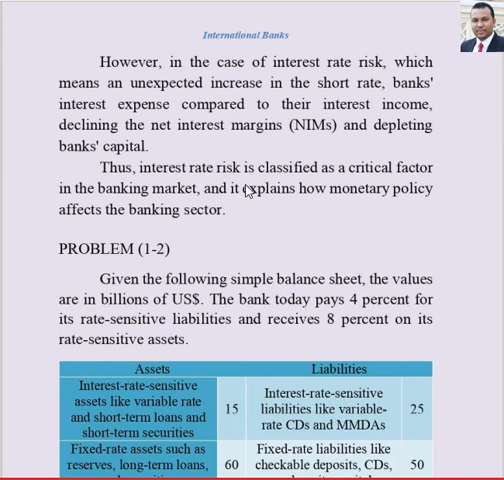 International Banks
However, in the case of interest rate risk, which
means an unexpected increase in the short rate, banks'
interest expense compared to their interest income,
declining the net interest margins (NIMs) and depleting
banks' capital.
Thus, interest rate risk is classified as a critical factor
in the banking market, and it explains how monetary policy
affects the banking sector.
PROBLEM (1-2)
Given the following simple balance sheet, the values
are in billions of US$. The bank today pays 4 percent for
its rate-sensitive liabilities and receives 8 percent on its
rate-sensitive assets.
Assets Liabilities
Interest-rate-sensitive
assets like variable rate
and short-term loans and
short-term securities
15
Interest-rate-sensitive
liabilities like variable-
rate CDs and MMDAs
25
Fixed-rate assets such as
reserves, long-term loans,
60
Fixed-rate liabilities like
checkable deposits, CDs,
50